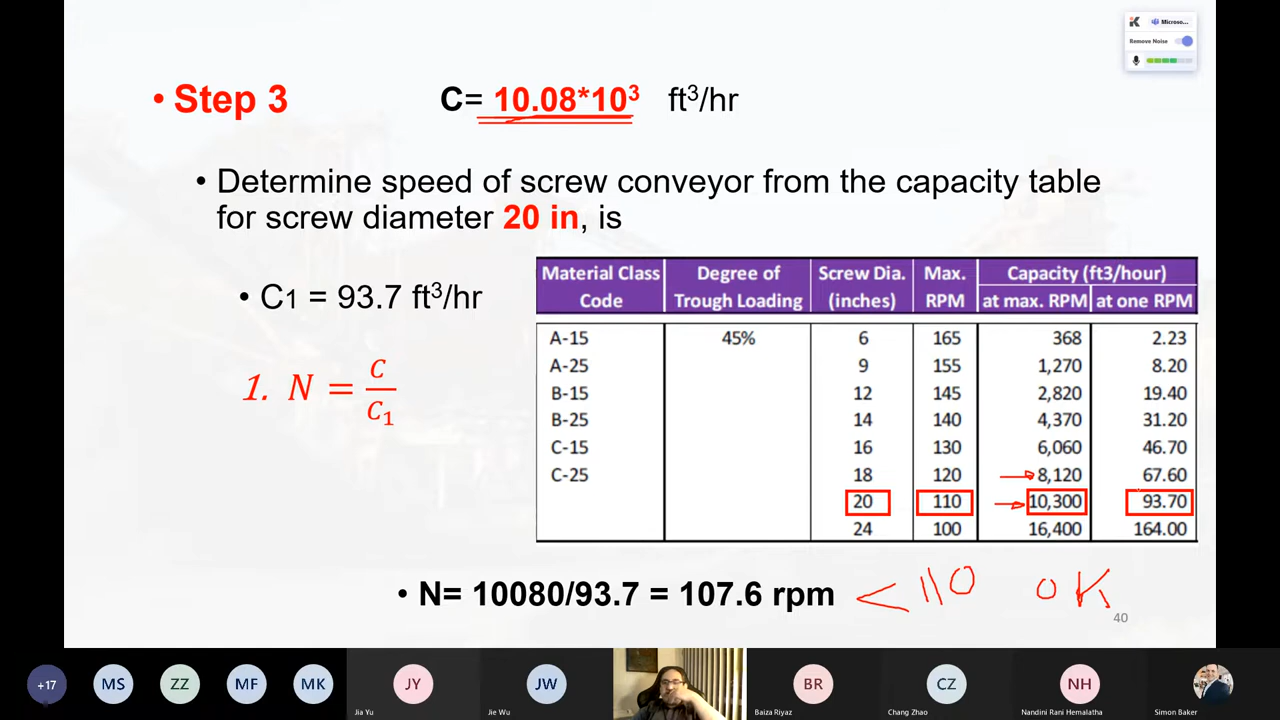 Microso...
Remove Noise
• Step 3 C= 10.08*10³ ft³/hr
• Determine speed of screw conveyor from the capacity table
for screw diameter 20 in, is
• C1 = 93.7 ft³/hr
1. N = C/C₁
Material Class Code | Degree of Trough Loading | Screw Dia. (inches) | Max. RPM | Capacity (ft3/hour) at max. RPM | at one RPM
A-15 45% 6 165 368 2.23
A-25 9 155 1,270 8.20
B-15 12 145 2,820 19.40
B-25 14 140 4,370 31.20
C-15 16 130 6,060 46.70
C-25 18 120 8,120 67.60
20 110 10,300 93.70
24 100 16,400 164.00
• N= 10080/93.7 = 107.6 rpm < 110 OK
40
+17 MS ZZ MF MK JY JW BR CZ NH
Jia Yu Jie Wu Baiza Riyaz Chang Zhao Nandini Rani Hemalatha Simon Baker